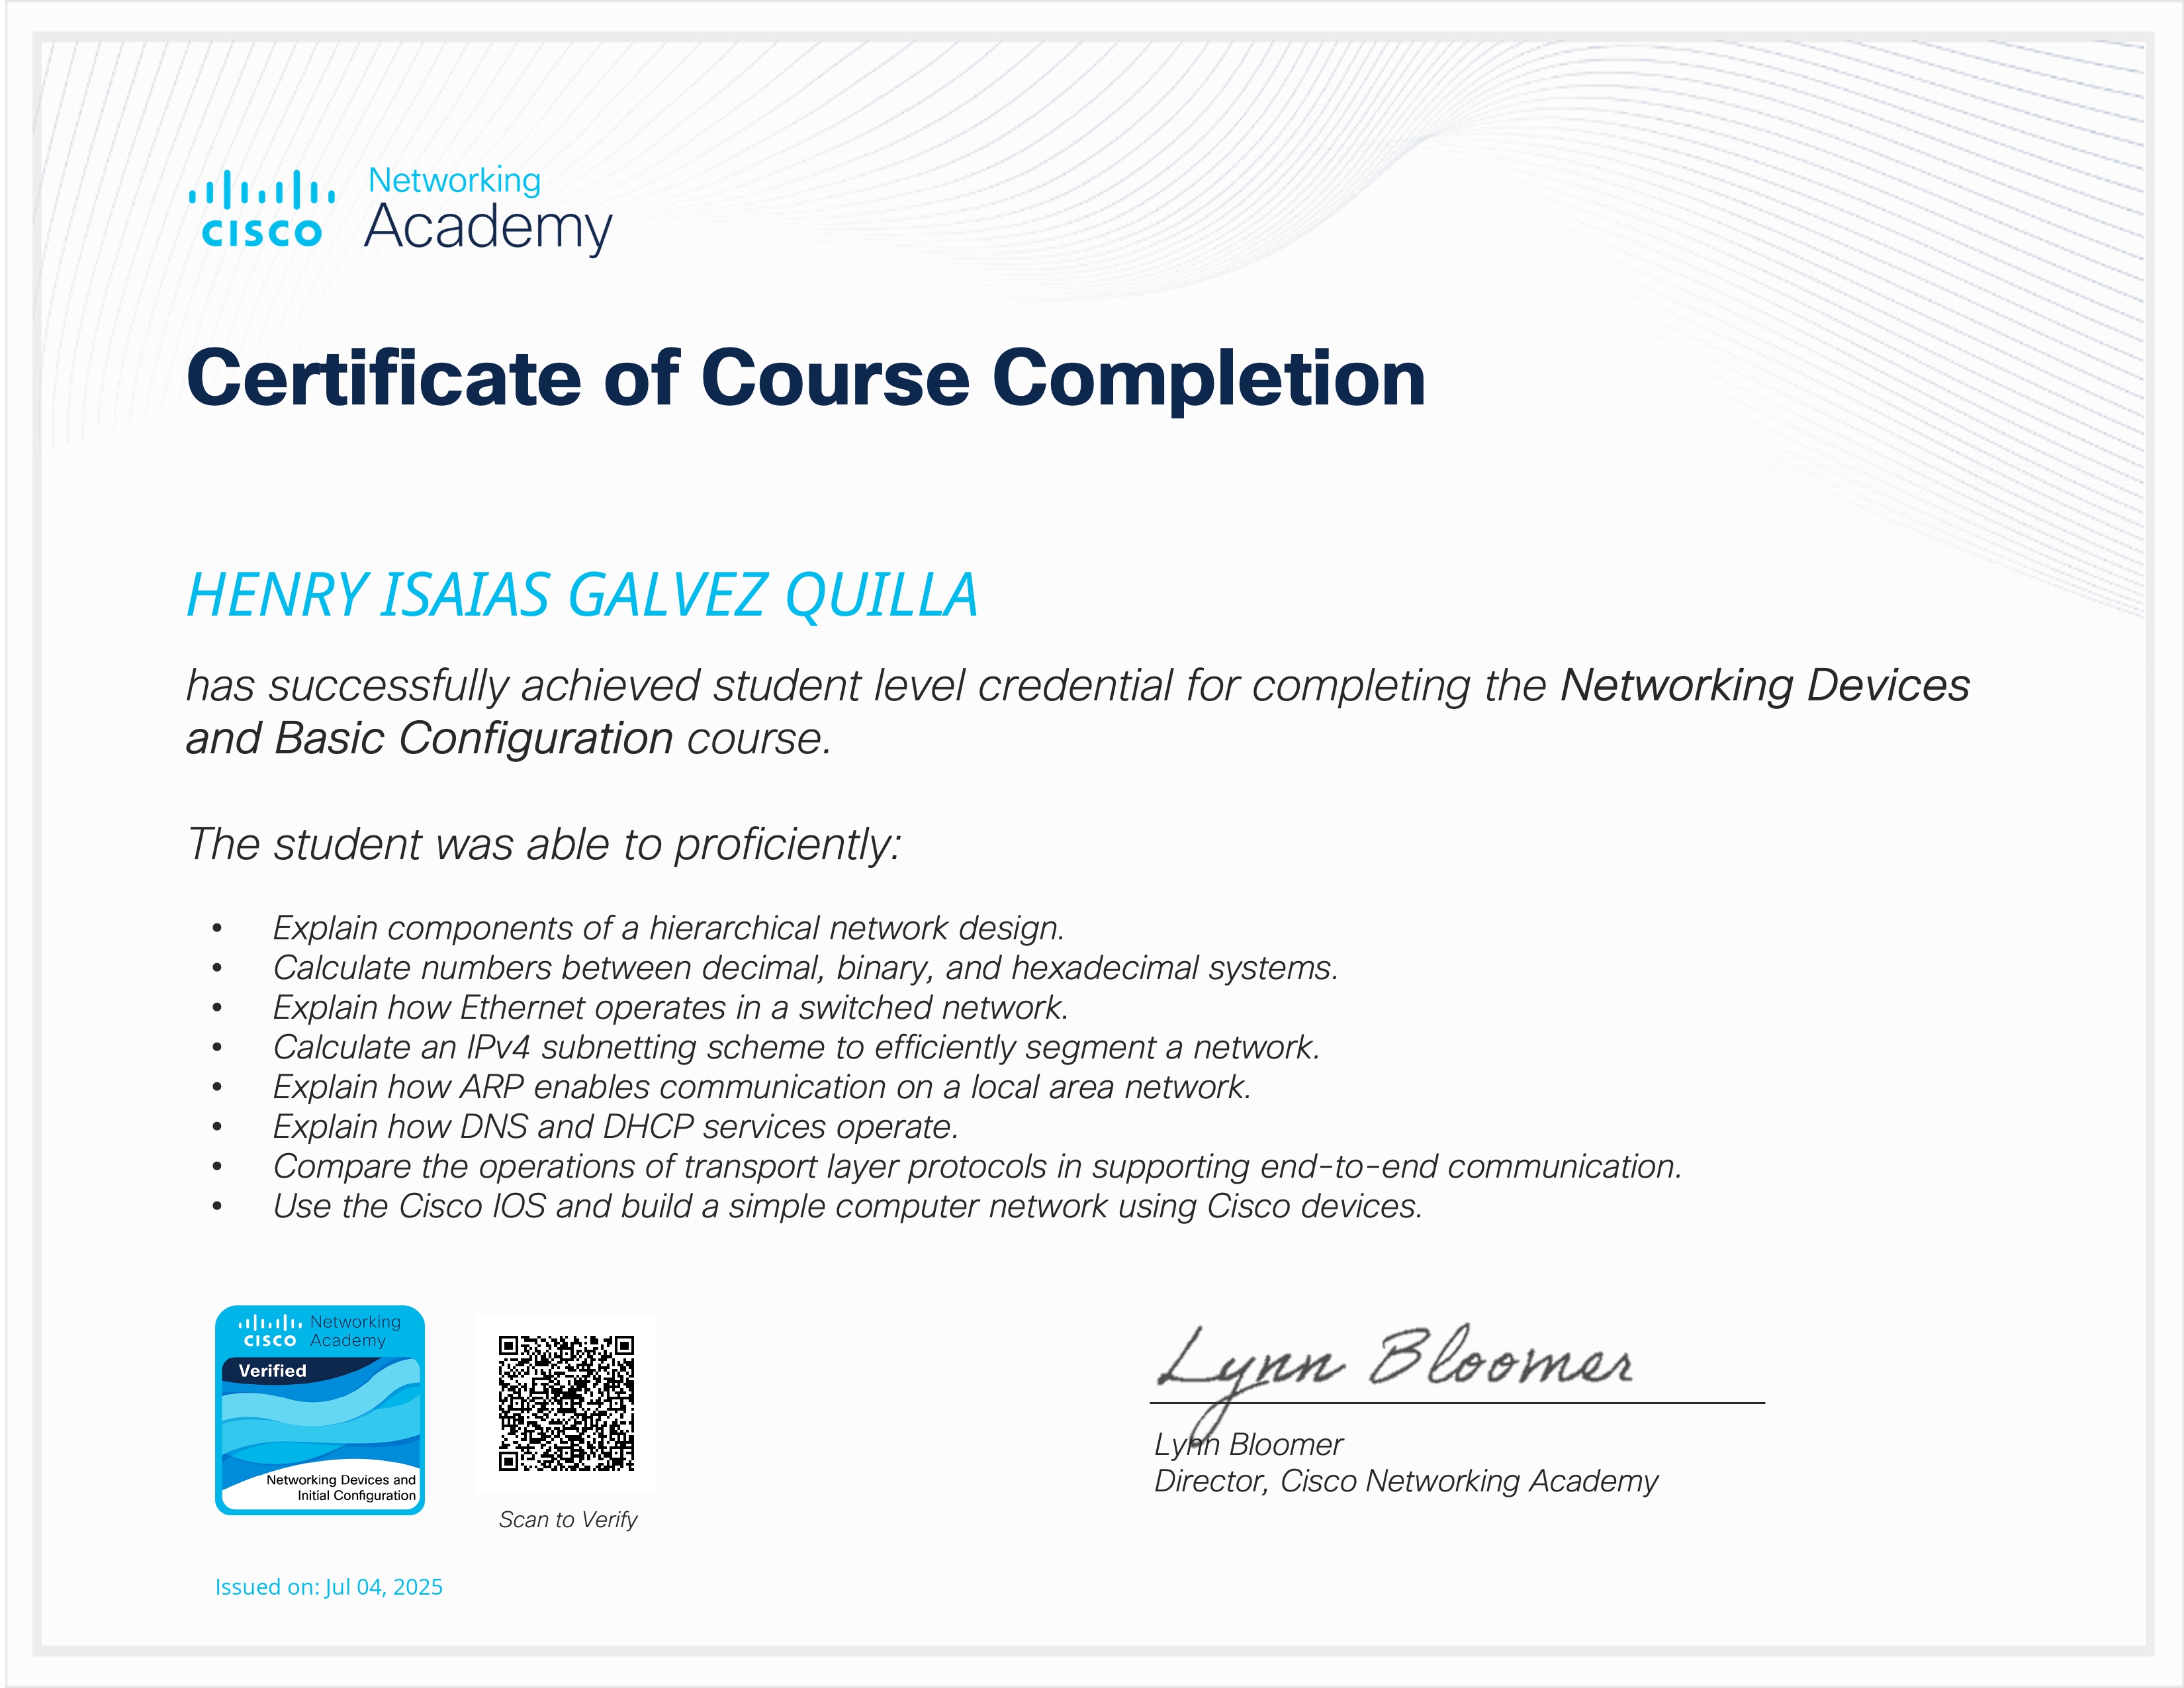 Networking
CISCO Academy
Certificate of Course Completion
HENRY ISAIAS GALVEZ QUILLA
has successfully achieved student level credential for completing the Networking Devices
and Basic Configuration course.
The student was able to proficiently:
• Explain components of a hierarchical network design.
• Calculate numbers between decimal, binary, and hexadecimal systems.
• Explain how Ethernet operates in a switched network.
• Calculate an IPv4 subnetting scheme to efficiently segment a network.
• Explain how ARP enables communication on a local area network.
• Explain how DNS and DHCP services operate.
• Compare the operations of transport layer protocols in supporting end-to-end communication.
• Use the Cisco IOS and build a simple computer network using Cisco devices.
Networking
CISCO Academy
Verified
Networking Devices and
Initial Configuration
Scan to Verify
Lynn Bloomer
Lynn Bloomer
Director, Cisco Networking Academy
Issued on: Jul 04, 2025